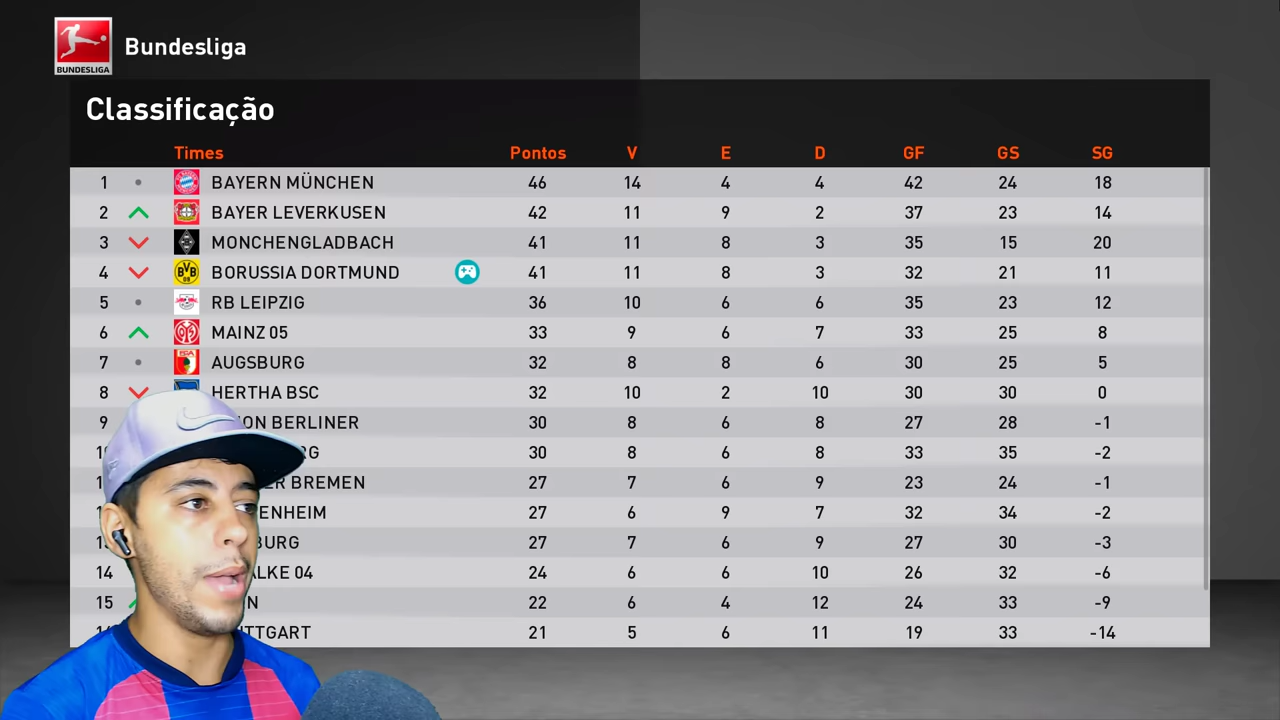 BUNDESLIGA
Bundesliga
Classificação
Times Pontos V E D GF GS SG
1 BAYERN MÜNCHEN 46 14 4 4 42 24 18
2 BAYER LEVERKUSEN 42 11 9 2 37 23 14
3 MONCHENGLADBACH 41 11 8 3 35 15 20
4 BORUSSIA DORTMUND 41 11 8 3 32 21 11
5 RB LEIPZIG 36 10 6 6 35 23 12
6 MAINZ 05 33 9 6 7 33 25 8
7 AUGSBURG 32 8 8 6 30 25 5
8 HERTHA BSC 32 10 2 10 30 30 0
9 ON BERLINER 30 8 6 8 27 28 -1
RG 30 8 6 8 33 35 -2
ER BREMEN 27 7 6 9 23 24 -1
ENHEIM 27 6 9 7 32 34 -2
BURG 27 7 6 9 27 30 -3
14 ALKE 04 24 6 6 10 26 32 -6
15 N 22 6 4 12 24 33 -9
TTGART 21 5 6 11 19 33 -14